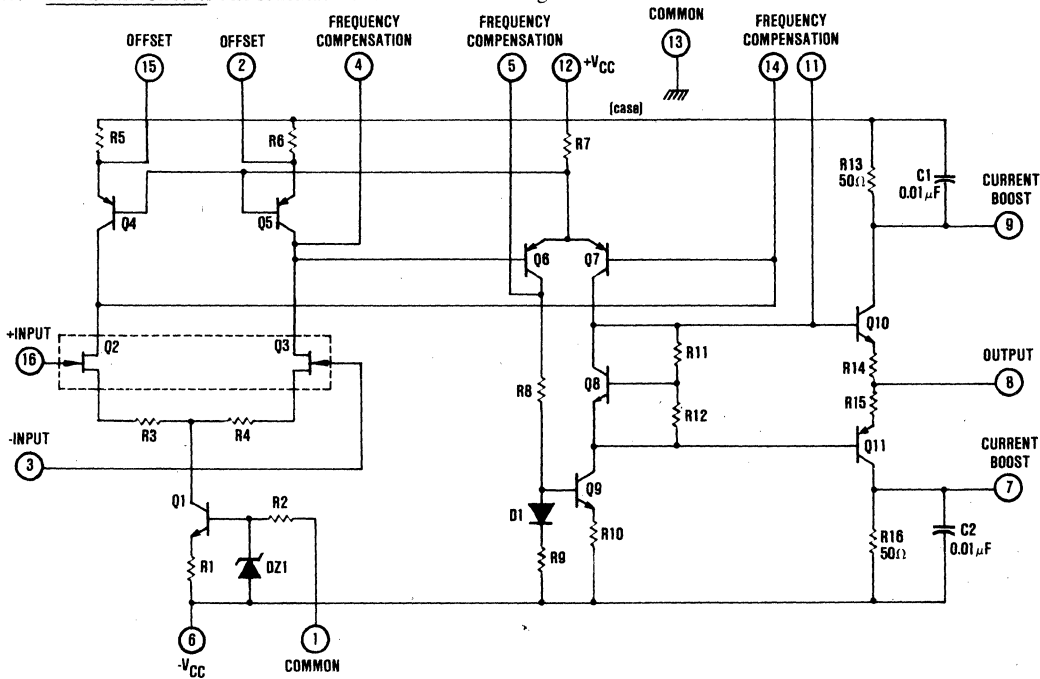 OFFSET
15
OFFSET
2
FREQUENCY
COMPENSATION
4
FREQUENCY
COMPENSATION
5
12 +VCC
COMMON
13
(case)
FREQUENCY
COMPENSATION
14
11
R5
R6
R7
R13
50Ω
C1
0.01µF
CURRENT
BOOST
9
Q4
Q5
Q6
Q7
+INPUT
16
Q2
Q3
Q10
R11
R14
OUTPUT
8
R8
Q8
R12
R15
R3
R4
-INPUT
3
Q11
CURRENT
BOOST
7
Q1
R2
Q9
D1
R10
R1
DZ1
R9
R16
50Ω
C2
0.01µF
6
-VCC
1
COMMON